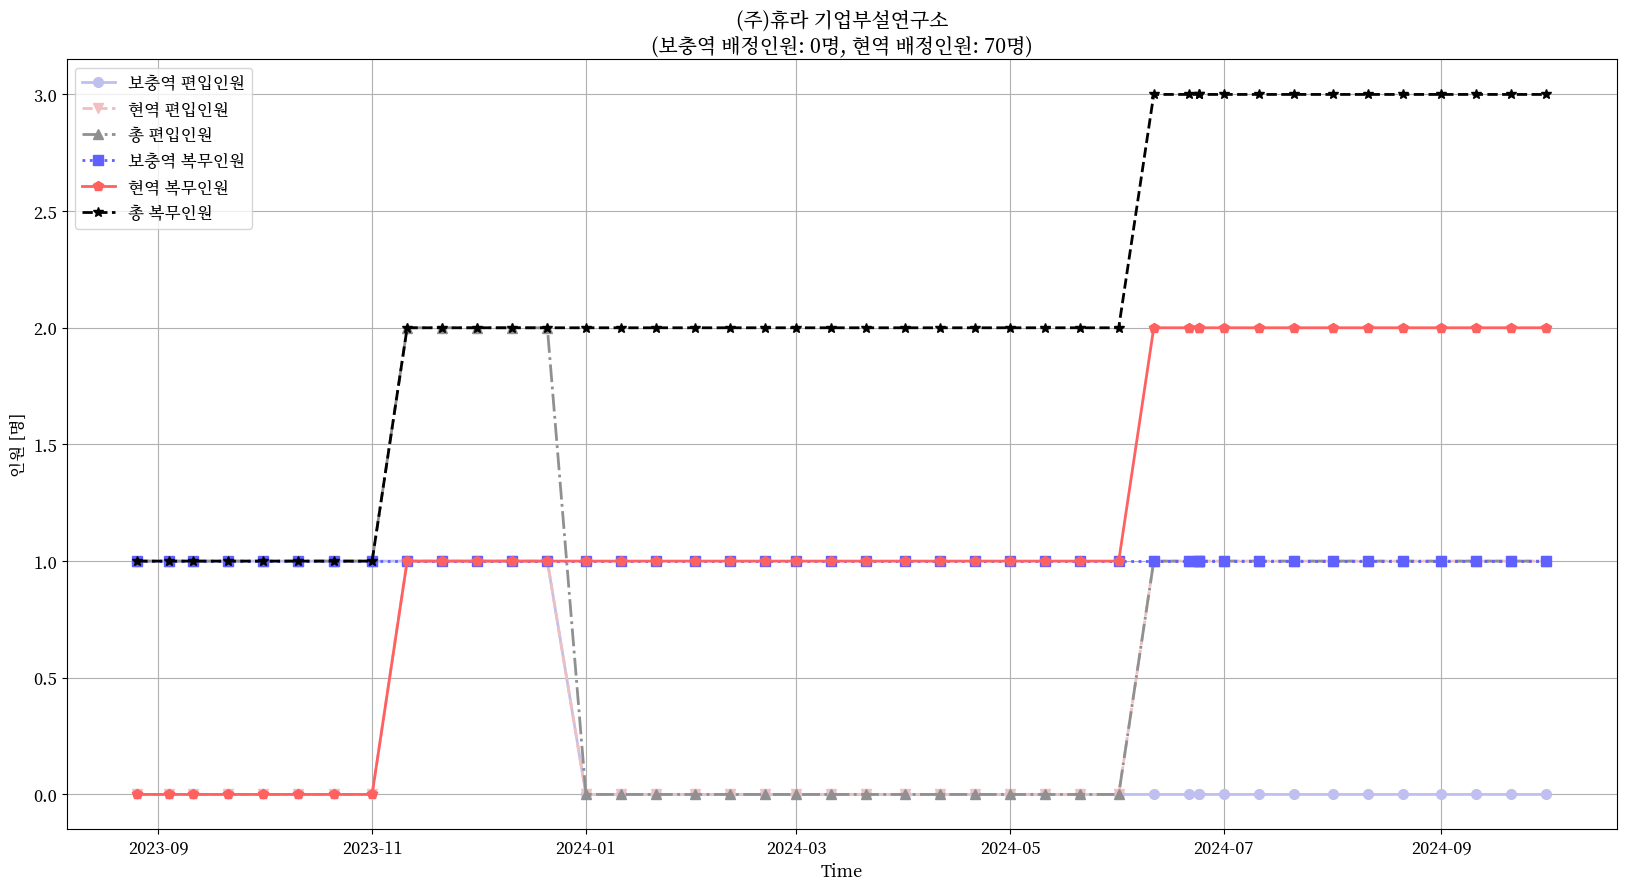 (주)휴라 기업부설연구소
(보충역 배정인원: 0명, 현역 배정인원: 70명)
보충역 편입인원
현역 편입인원
총 편입인원
보충역 복무인원
현역 복무인원
총 복무인원
3.0
2.5
2.0
1.5
1.0
0.5
0.0
인원 [명]
2023-09
2023-11
2024-01
2024-03
2024-05
2024-07
2024-09
Time